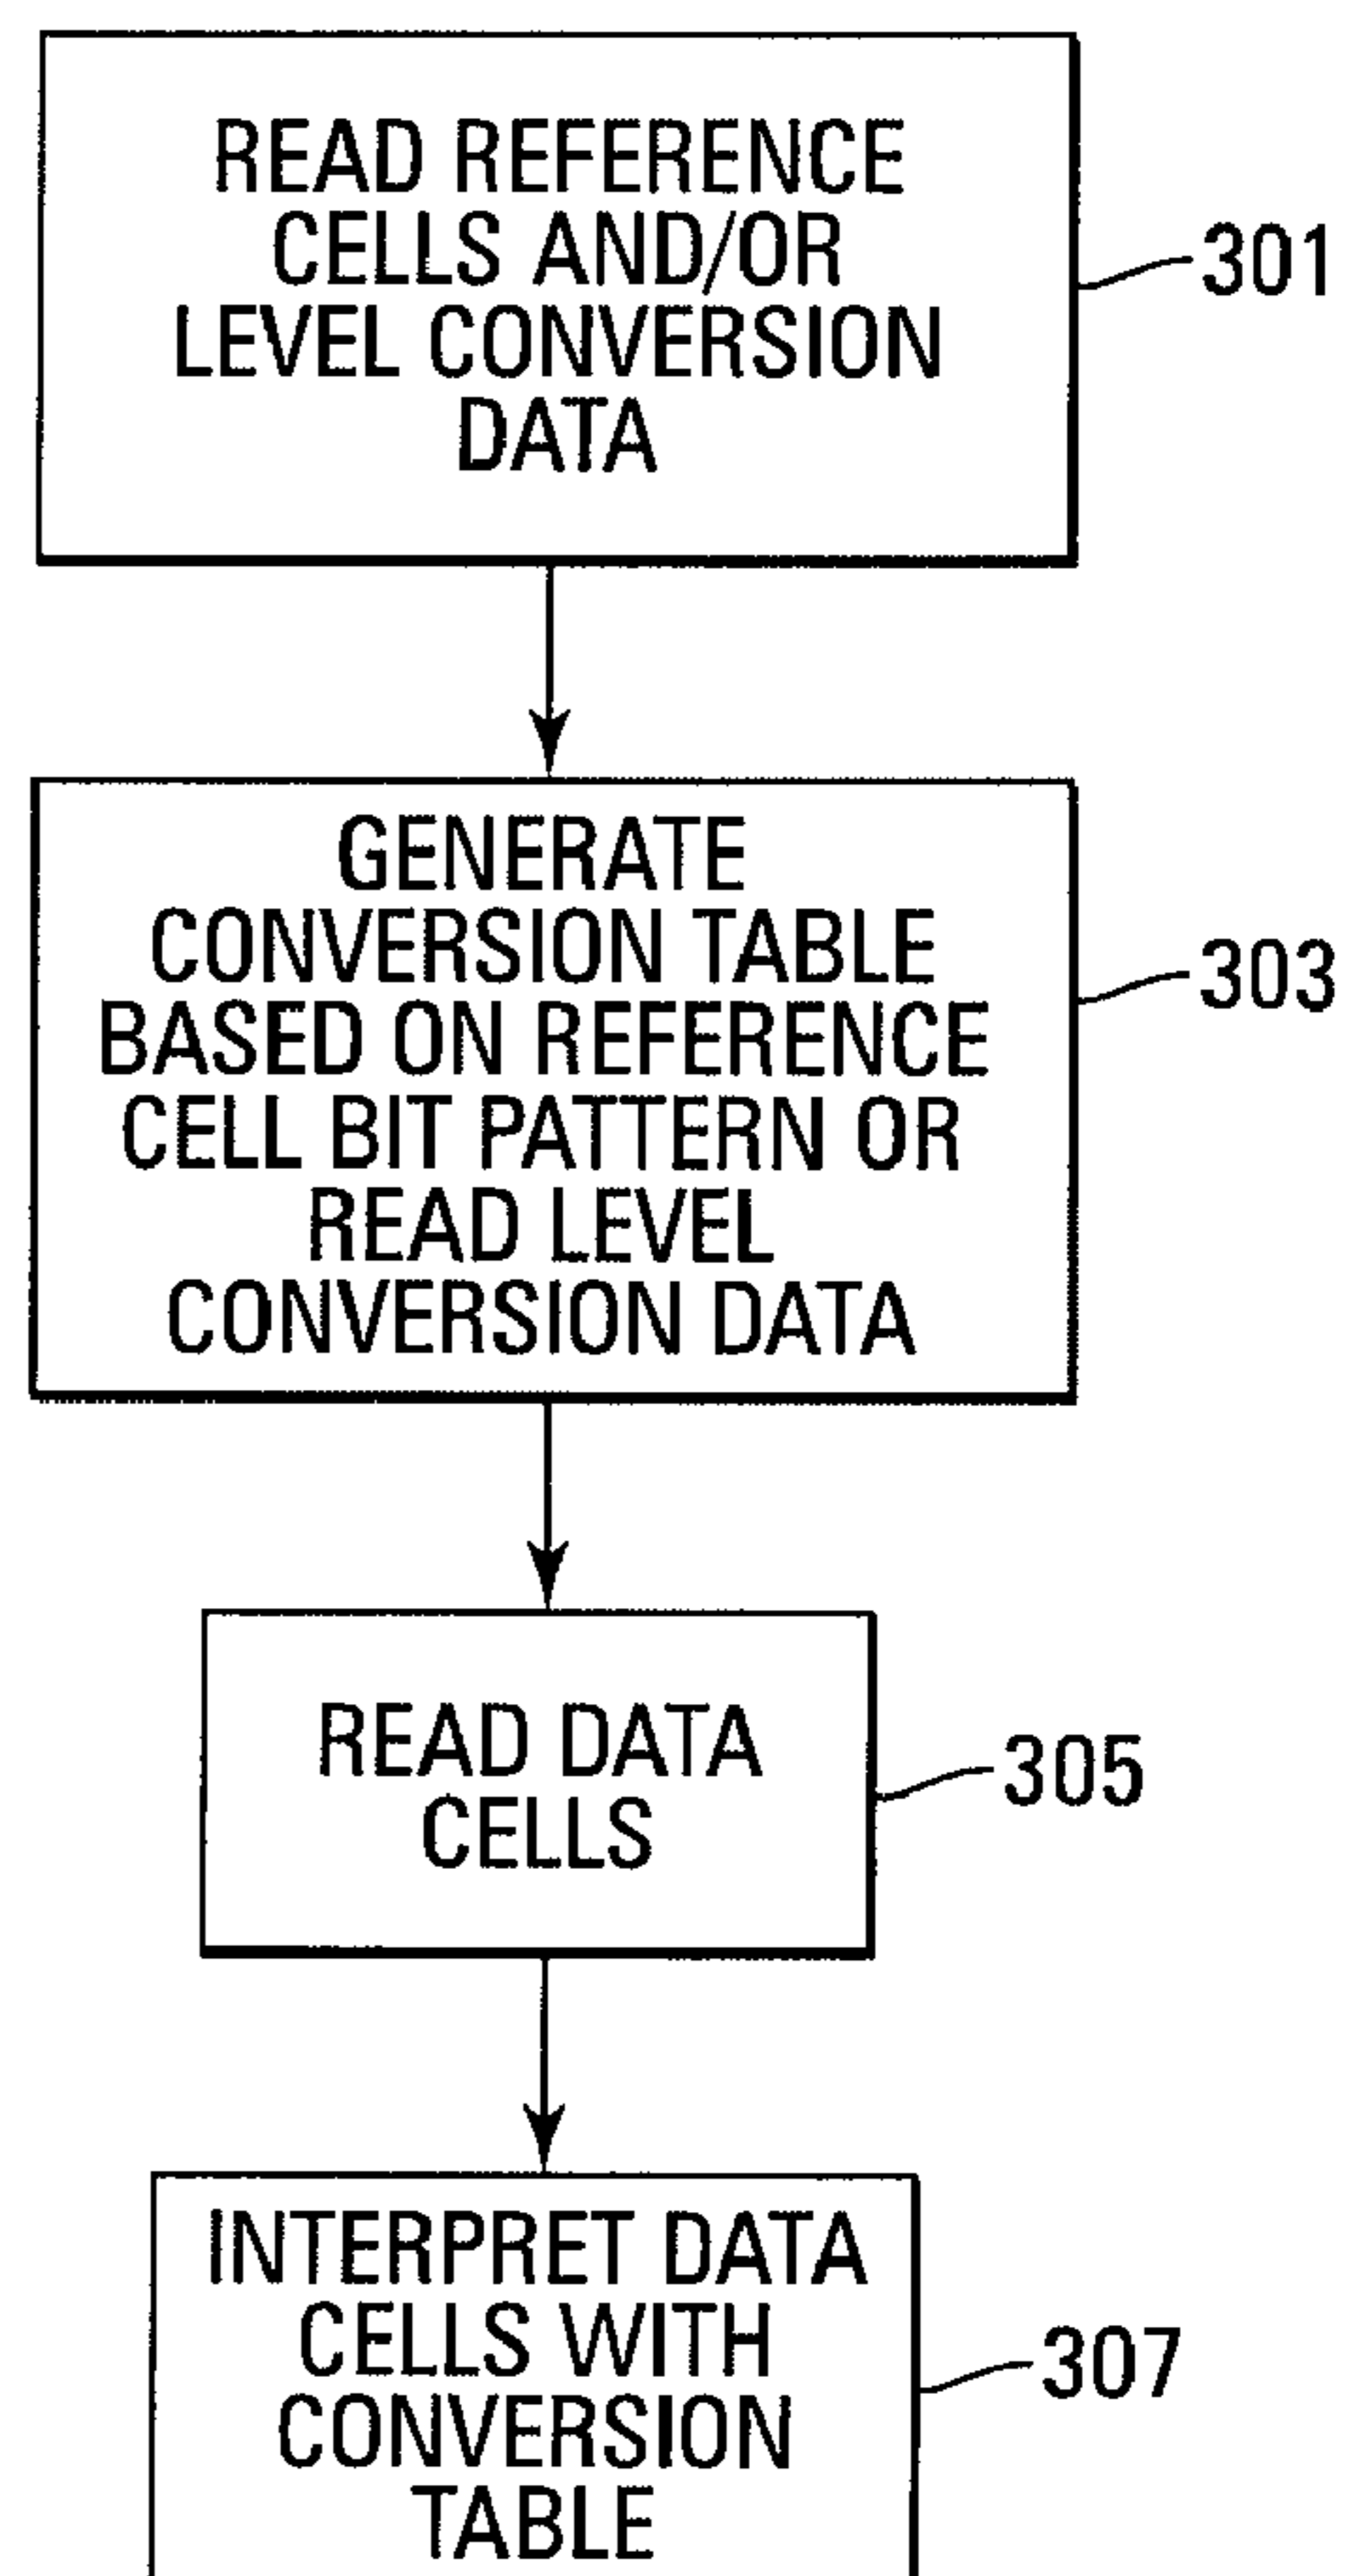 READ REFERENCE
CELLS AND/OR
LEVEL CONVERSION
DATA
301
GENERATE
CONVERSION TABLE
BASED ON REFERENCE
CELL BIT PATTERN OR
READ LEVEL
CONVERSION DATA
303
READ DATA
CELLS
305
INTERPRET DATA
CELLS WITH
CONVERSION
TABLE
307